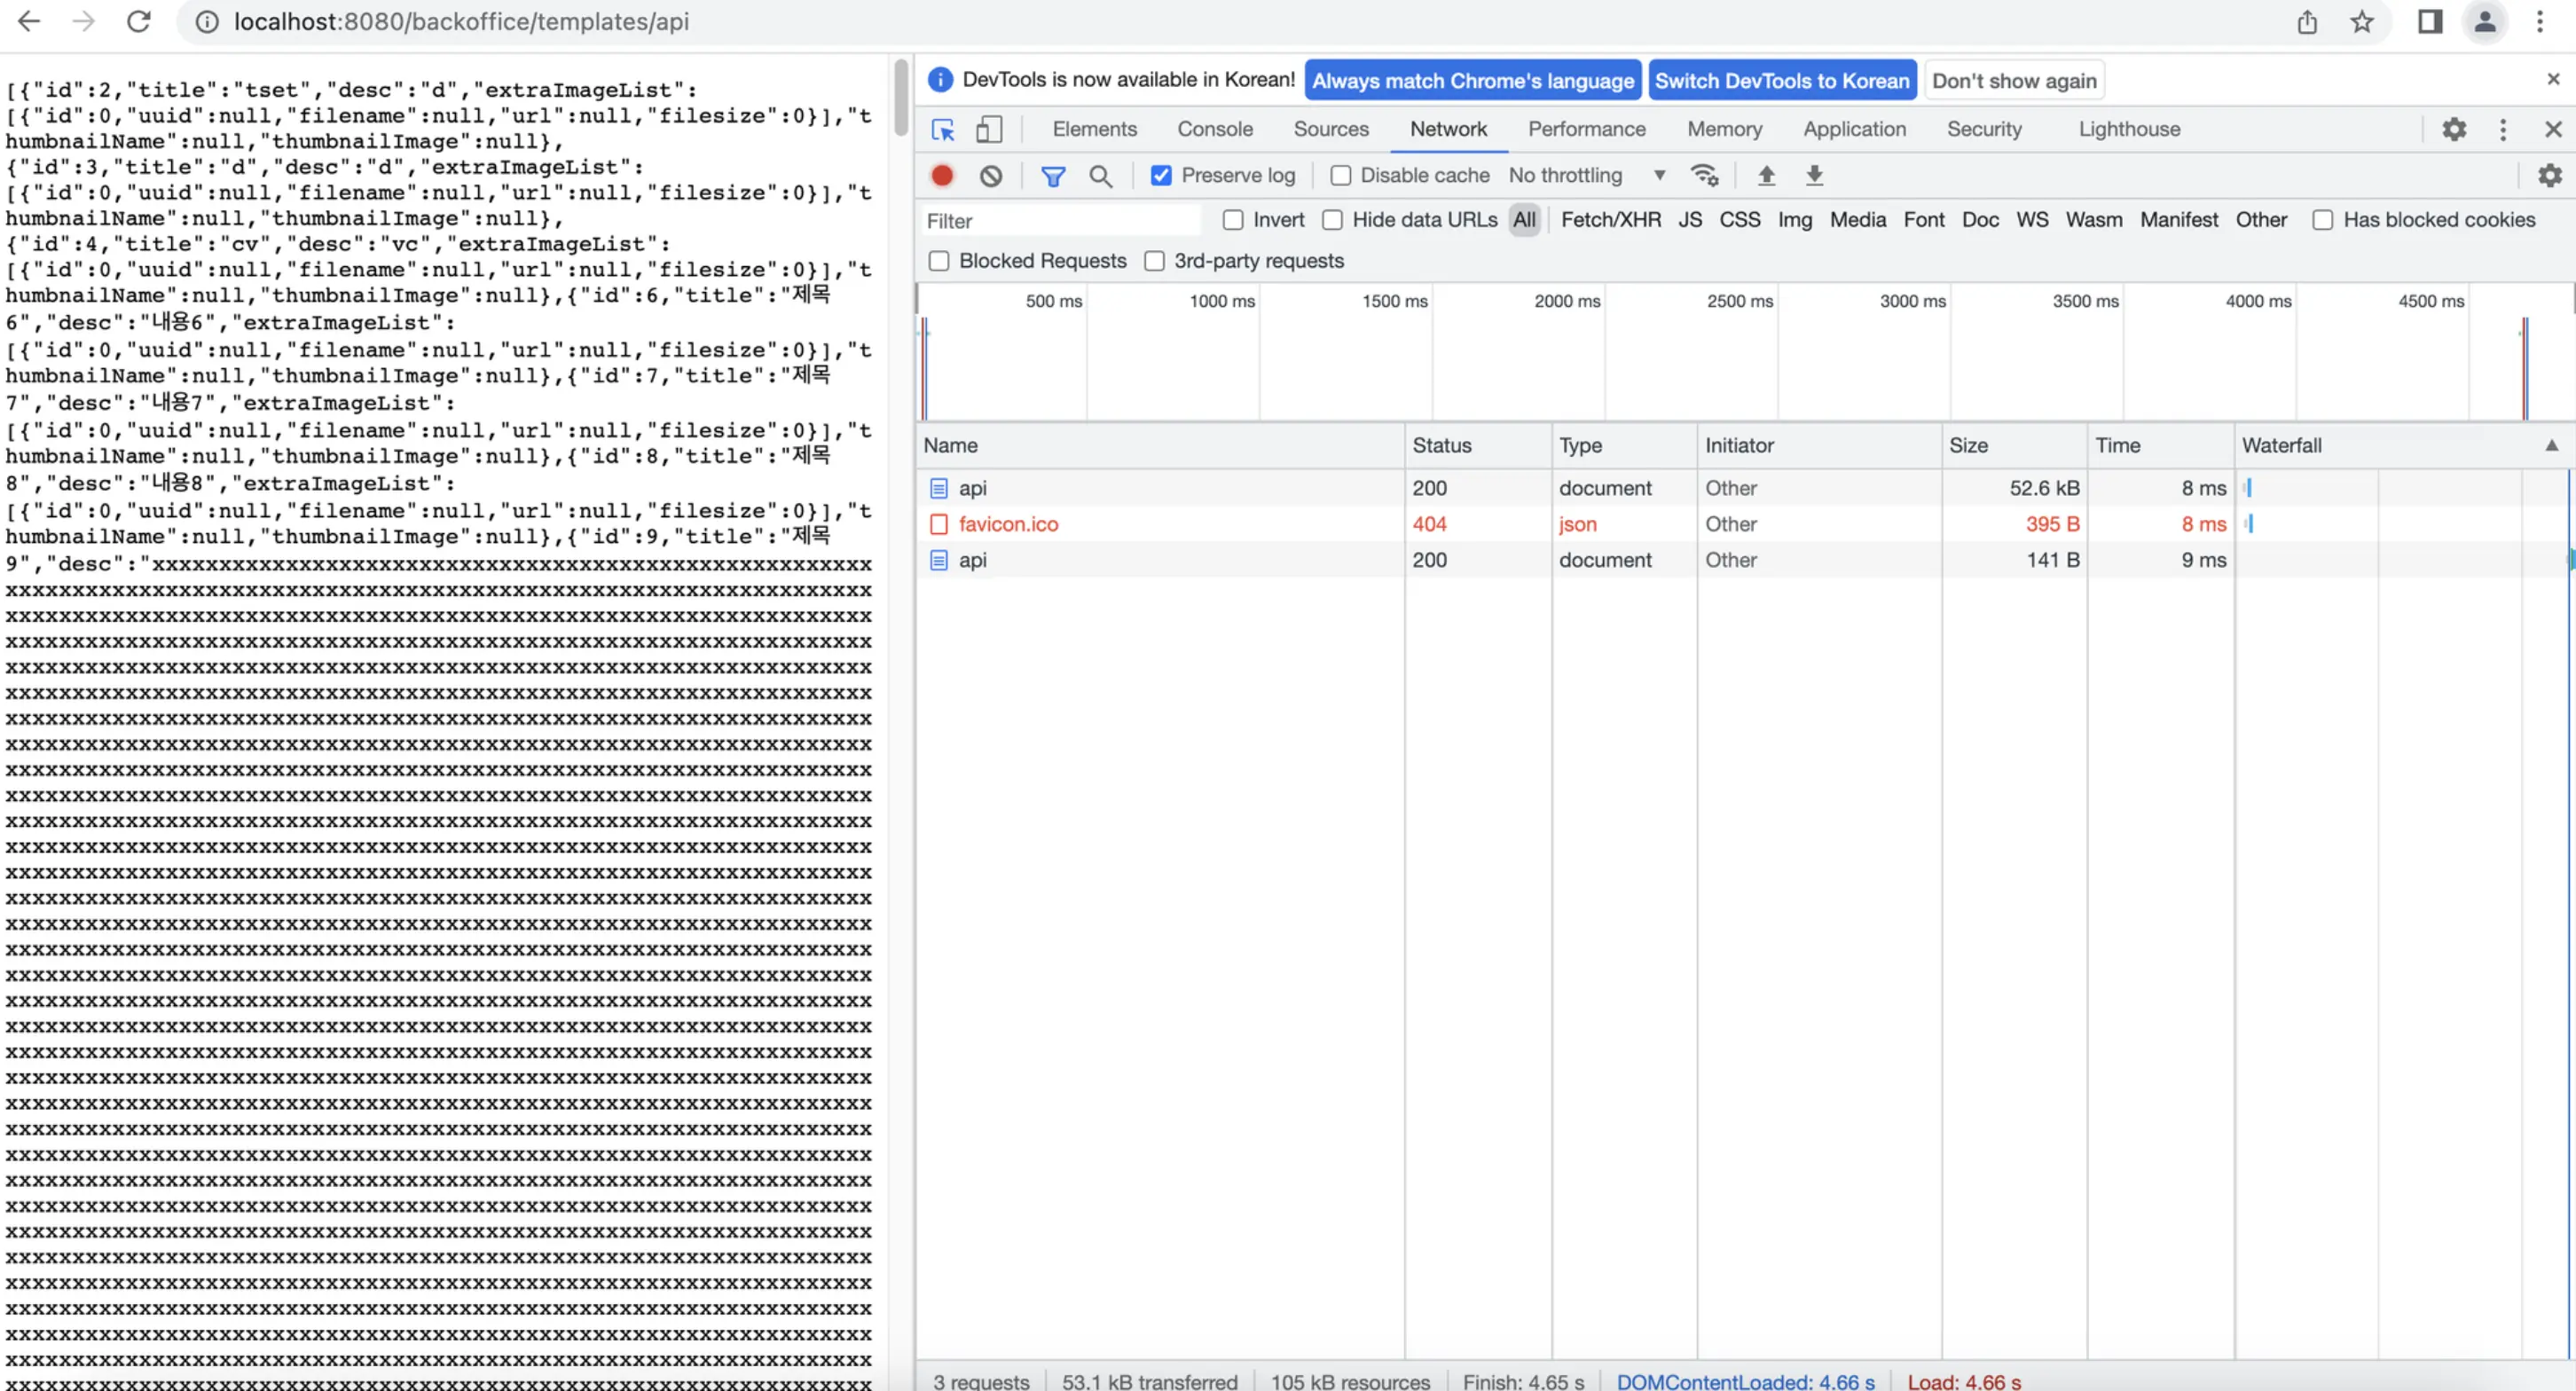 localhost:8080/backoffice/templates/api
[{"id":2,"title":"tset","desc":"d","extraImageList":
[{"id":0,"uuid":null,"filename":null,"url":null,"filesize":0}],"t
humbnailName":null,"thumbnailImage":null},
{"id":3,"title":"d","desc":"d","extraImageList":
[{"id":0,"uuid":null,"filename":null,"url":null,"filesize":0}],"t
humbnailName":null,"thumbnailImage":null},
{"id":4,"title":"cv","desc":"vc","extraImageList":
[{"id":0,"uuid":null,"filename":null,"url":null,"filesize":0}],"t
humbnailName":null,"thumbnailImage":null},{"id":6,"title":"제목
6","desc":"내용6","extraImageList":
[{"id":0,"uuid":null,"filename":null,"url":null,"filesize":0}],"t
humbnailName":null,"thumbnailImage":null},{"id":7,"title":"제목
7","desc":"내용7","extraImageList":
[{"id":0,"uuid":null,"filename":null,"url":null,"filesize":0}],"t
humbnailName":null,"thumbnailImage":null},{"id":8,"title":"제목
8","desc":"내용8","extraImageList":
[{"id":0,"uuid":null,"filename":null,"url":null,"filesize":0}],"t
humbnailName":null,"thumbnailImage":null},{"id":9,"title":"제목
9","desc":"xxxxxxxxxxxxxxxxxxxxxxxxxxxxxxxxxxxxxxxxxxxxxxxxxxxxxx
DevTools is now available in Korean! Always match Chrome's language Switch DevTools to Korean Don't show again
Elements Console Sources Network Performance Memory Application Security Lighthouse
Preserve log Disable cache No throttling
Filter Invert Hide data URLs All Fetch/XHR JS CSS Img Media Font Doc WS Wasm Manifest Other Has blocked cookies
Blocked Requests 3rd-party requests
500 ms 1000 ms 1500 ms 2000 ms 2500 ms 3000 ms 3500 ms 4000 ms 4500 ms
Name Status Type Initiator Size Time Waterfall
api 200 document Other 52.6 kB 8 ms
favicon.ico 404 json Other 395 B 8 ms
api 200 document Other 141 B 9 ms
3 requests 53.1 kB transferred 105 kB resources Finish: 4.65 s DOMContentLoaded: 4.66 s Load: 4.66 s